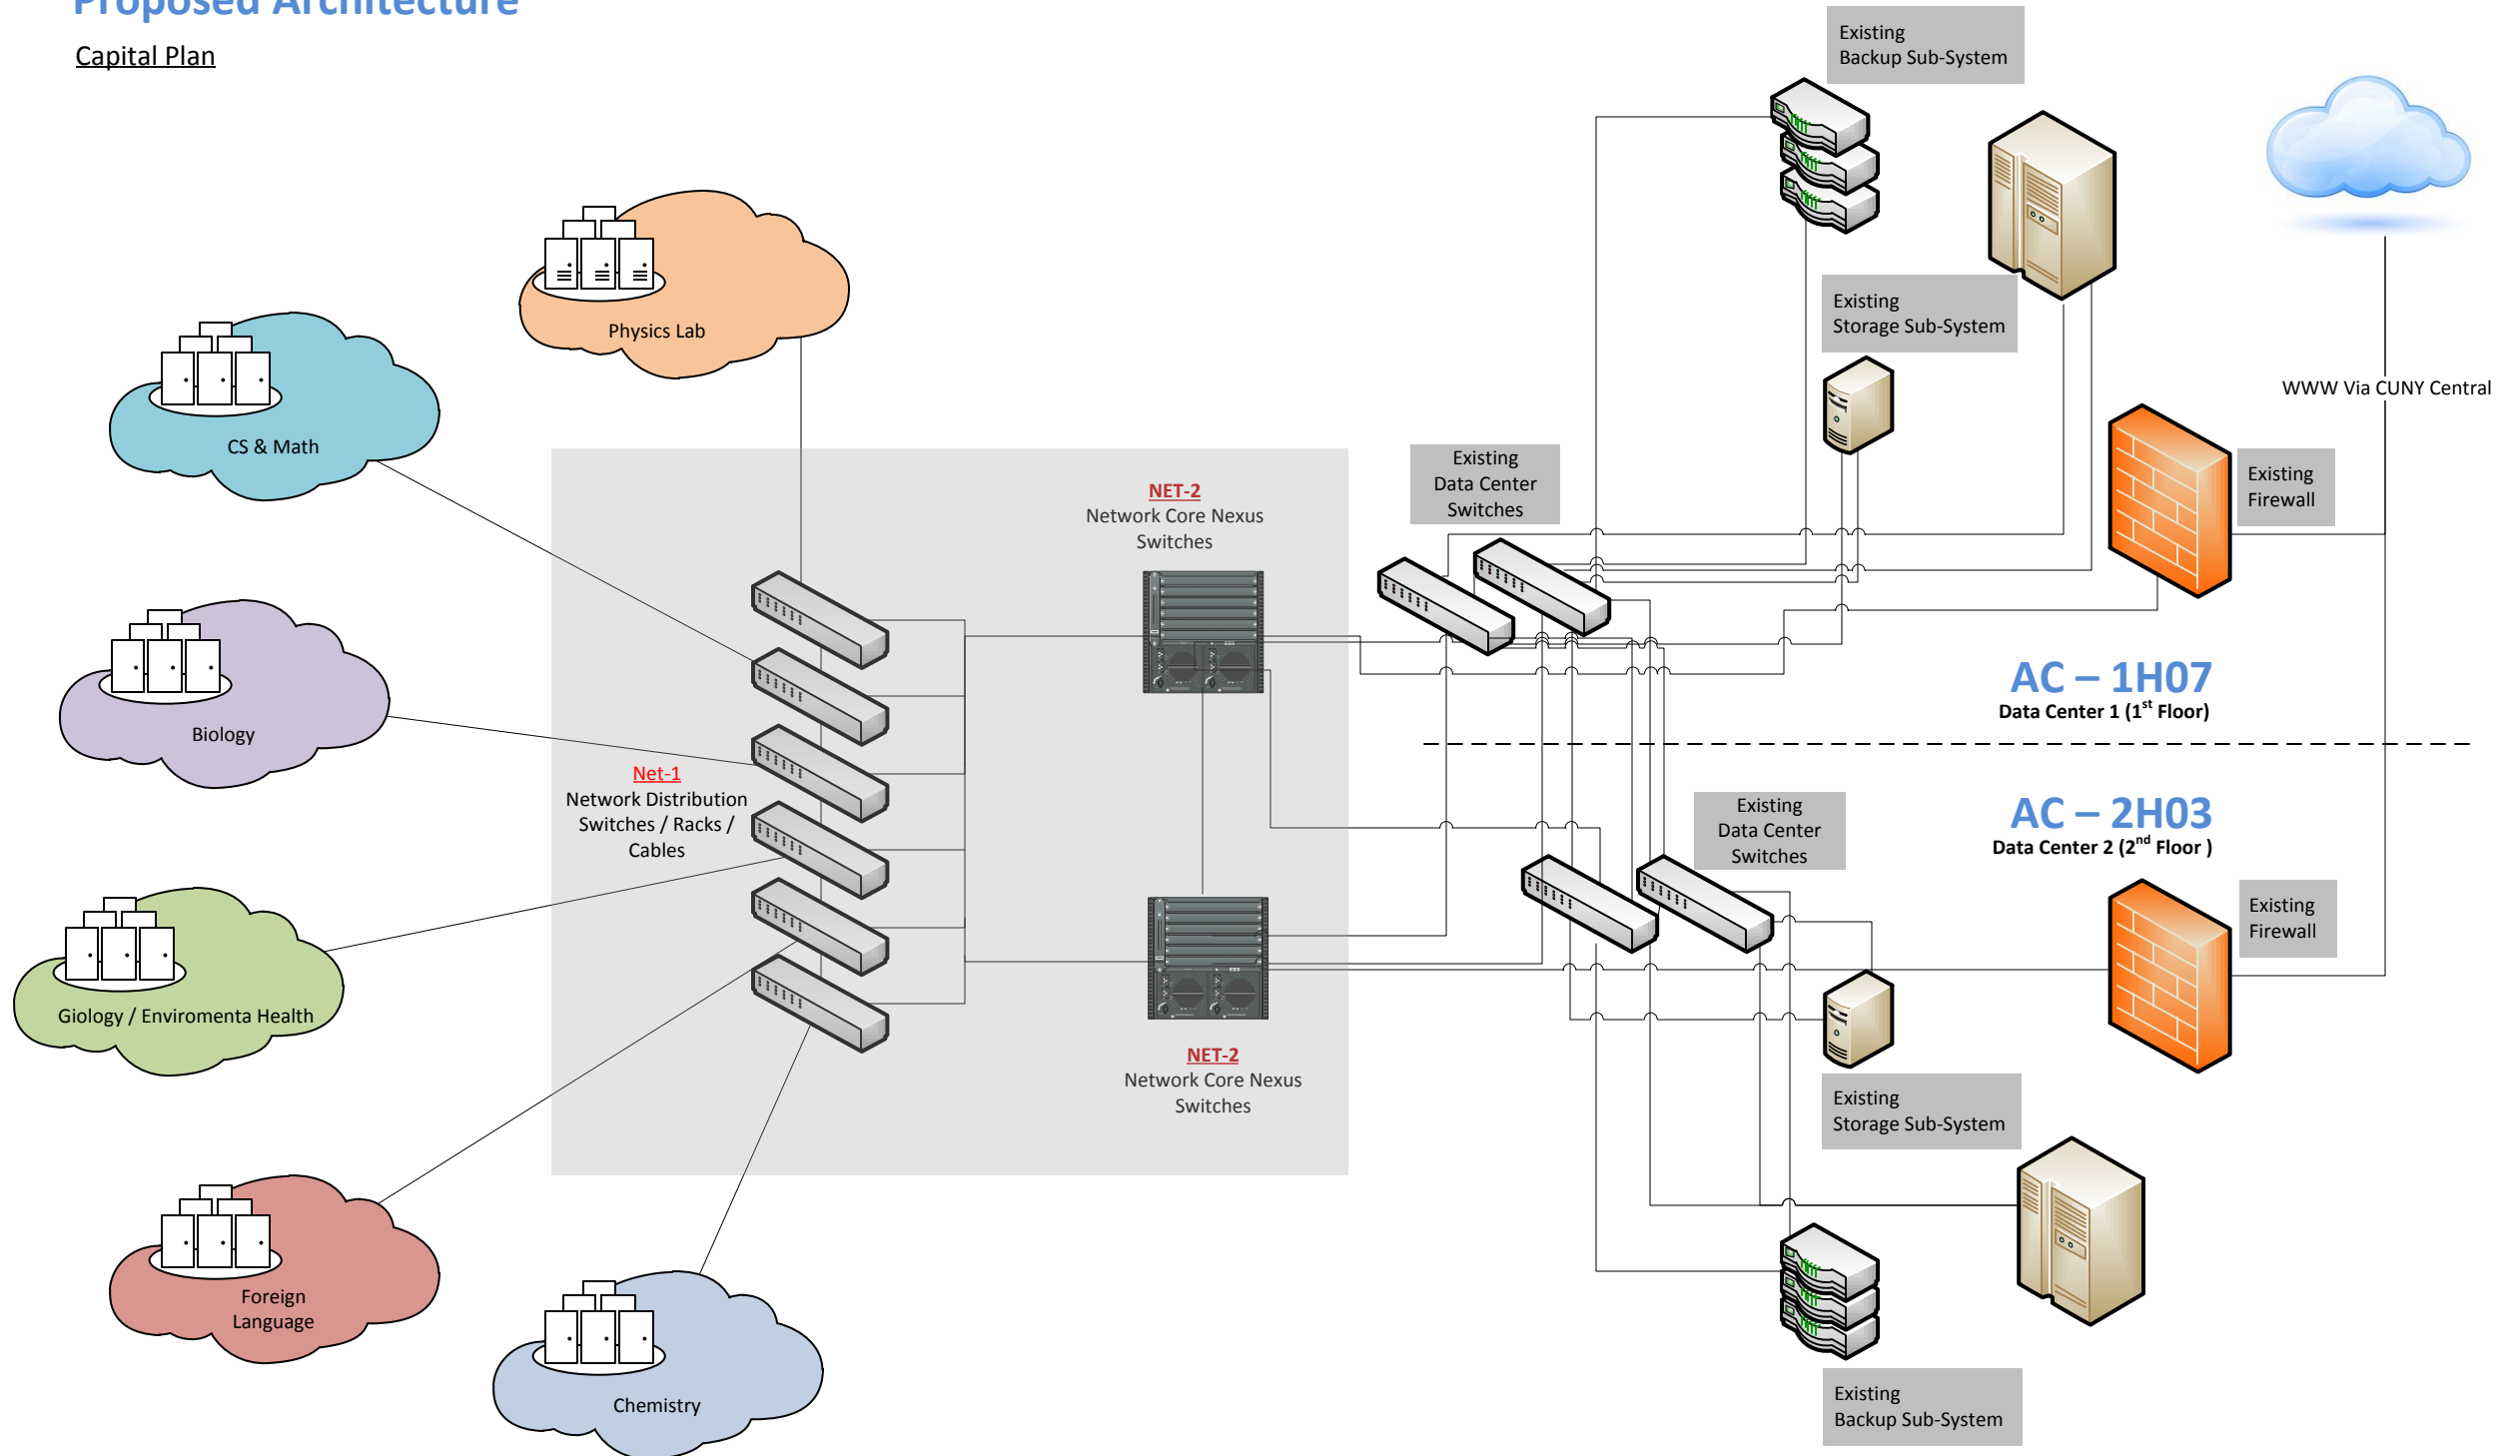 Proposed Architecture
Capital Plan
Existing
Backup Sub-System
Physics Lab
Existing
Storage Sub-System
CS & Math
WWW Via CUNY Central
Existing
Data Center
Switches
Existing
Firewall
NET-2
Network Core Nexus
Switches
AC – 1H07
Data Center 1 (1st Floor)
Biology
Net-1
Network Distribution
Switches / Racks /
Cables
Existing
Data Center
Switches
AC – 2H03
Data Center 2 (2nd Floor )
Existing
Firewall
Giology / Enviromenta Health
NET-2
Network Core Nexus
Switches
Existing
Storage Sub-System
Foreign
Language
Chemistry
Existing
Backup Sub-System